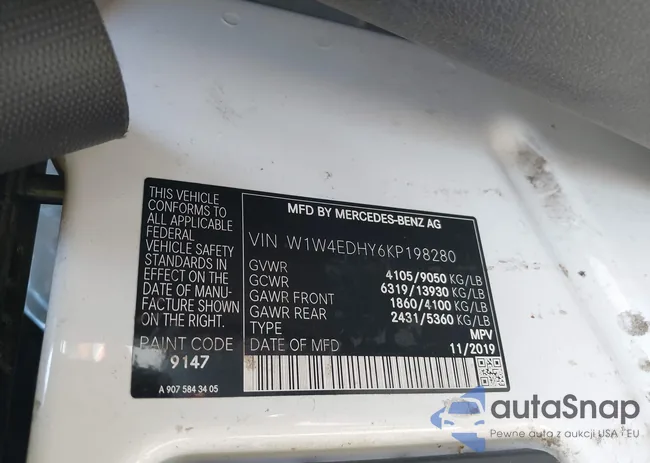 THIS VEHICLE
CONFORMS TO
ALL APPLICABLE
FEDERAL
VEHICLE SAFETY
STANDARDS IN
EFFECT ON THE
DATE OF MANU-
FACTURE SHOWN
ON THE RIGHT.
PAINT CODE
9147
A 907 584 34 05
MFD BY MERCEDES-BENZ AG
VIN W1W4EDHY6KP198280
GVWR 4105/9050 KG/LB
GCWR 6319/13930 KG/LB
GAWR FRONT 1860/4100 KG/LB
GAWR REAR 2431/5360 KG/LB
TYPE MPV
DATE OF MFD 11/2019
autaSnap
Pewne auta z aukcji USA i EU